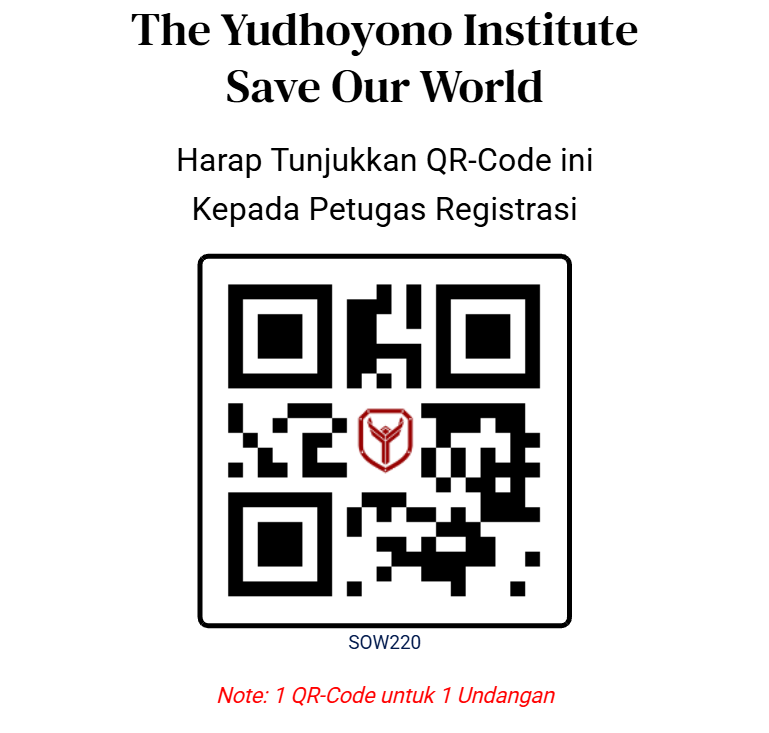 The Yudhoyono Institute
Save Our World
Harap Tunjukkan QR-Code ini
Kepada Petugas Registrasi
SOW220
Note: 1 QR-Code untuk 1 Undangan